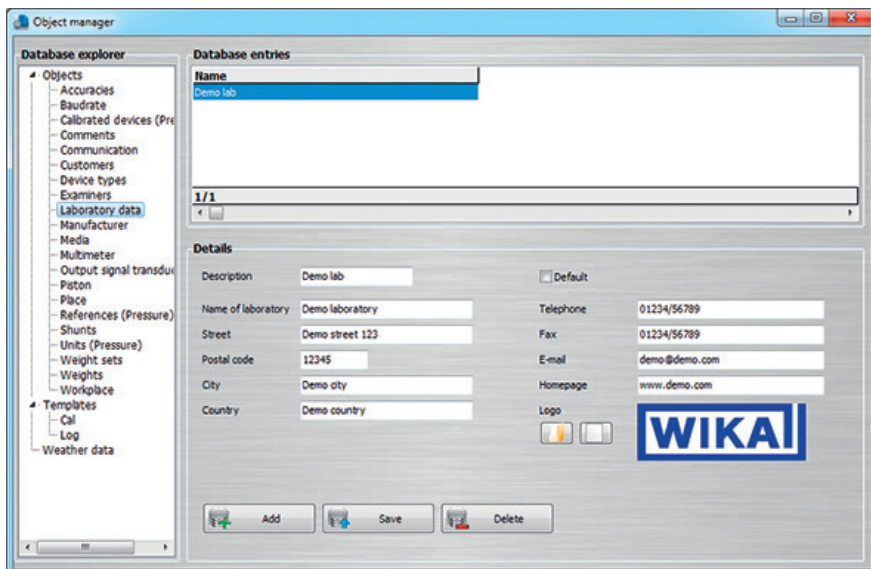 Object manager
Database explorer
Objects
Accuracies
Baudrate
Calibrated devices (Pre
Comments
Communication
Customers
Device types
Examiners
Laboratory data
Manufacturer
Media
Multimeter
Output signal transdu
Piston
Place
References (Pressure)
Shunts
Units (Pressure)
Weight sets
Weights
Workplace
Templates
Cal
Log
Weather data
Database entries
Name
Demo lab
1/1
Details
Description Demo lab Default
Name of laboratory Demo laboratory Telephone 01234/56789
Street Demo street 123 Fax 01234/56789
Postal code 12345 E-mail demo@demo.com
City Demo city Homepage www.demo.com
Country Demo country Logo
WIKA
Add Save Delete